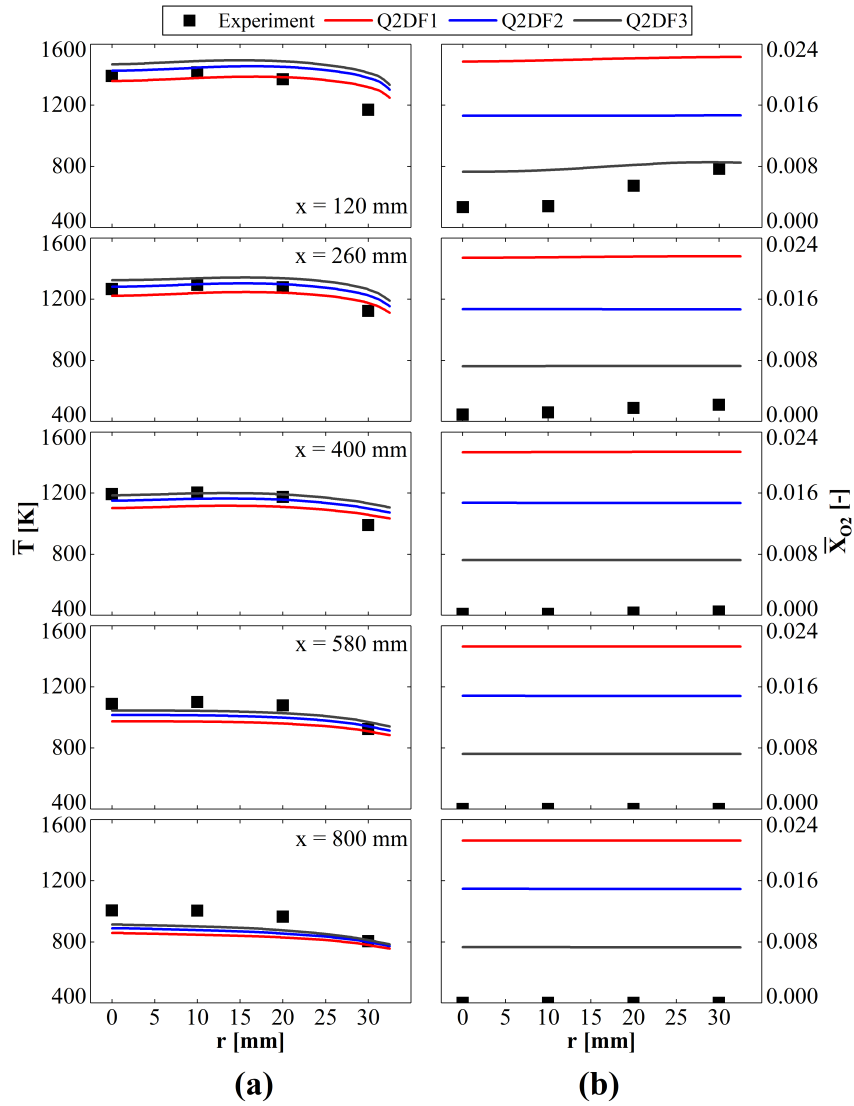 Experiment Q2DF1 Q2DF2 Q2DF3
1600 0.024
1200 0.016
800 0.008
400 0.000
x = 120 mm
1600 0.024
1200 0.016
800 0.008
400 0.000
x = 260 mm
1600 0.024
1200 0.016
800 0.008
400 0.000
x = 400 mm
T̅ [K]
X̅O2 [-]
1600 0.024
1200 0.016
800 0.008
400 0.000
x = 580 mm
1600 0.024
1200 0.016
800 0.008
400 0.000
x = 800 mm
0 5 10 15 20 25 30 0 5 10 15 20 25 30
r [mm] r [mm]
(a) (b)